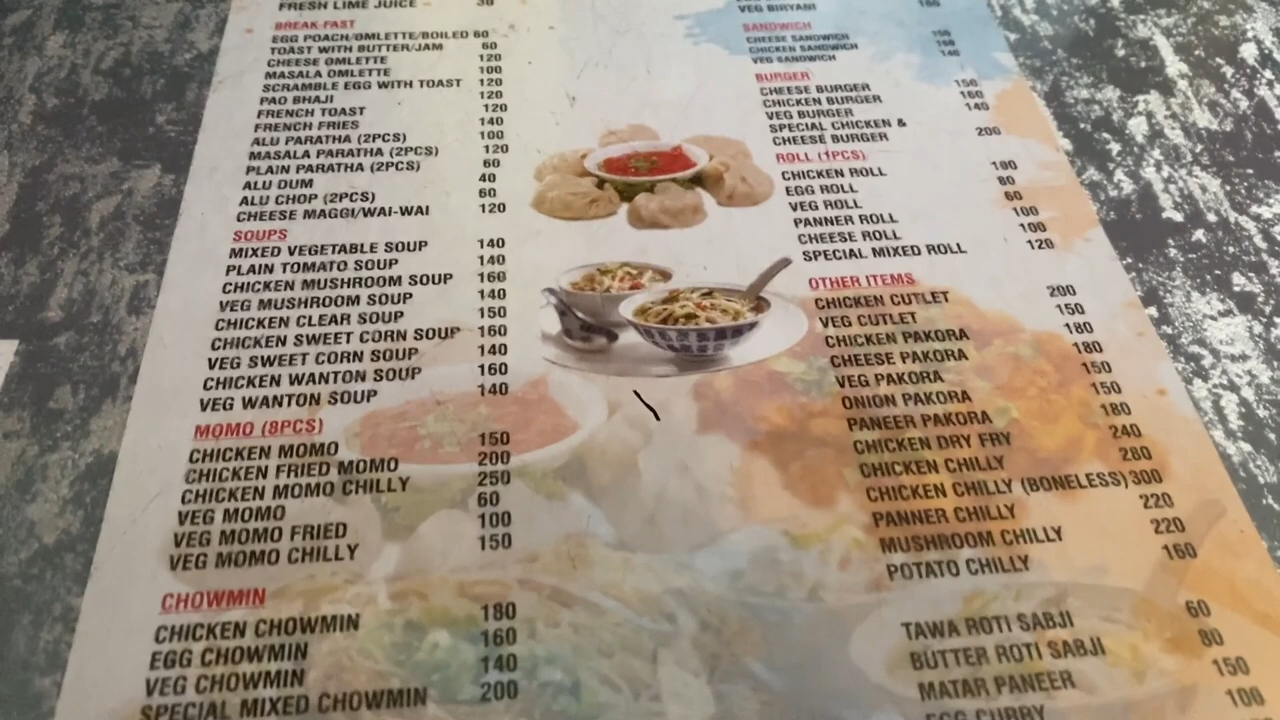 FRESH LIME JUICE 30
BREAK FAST
EGG POACH/OMLETTE/BOILED 60
TOAST WITH BUTTER/JAM 60
CHEESE OMLETTE 120
MASALA OMLETTE 100
SCRAMBLE EGG WITH TOAST 120
PAO BHAJI 120
FRENCH TOAST 120
FRENCH FRIES 140
ALU PARATHA (2PCS) 100
MASALA PARATHA (2PCS) 120
PLAIN PARATHA (2PCS) 60
ALU DUM 40
ALU CHOP (2PCS) 60
CHEESE MAGGI/WAI-WAI 120
SOUPS
MIXED VEGETABLE SOUP 140
PLAIN TOMATO SOUP 140
CHICKEN MUSHROOM SOUP 160
VEG MUSHROOM SOUP 140
CHICKEN CLEAR SOUP 150
CHICKEN SWEET CORN SOUP 160
VEG SWEET CORN SOUP 140
CHICKEN WANTON SOUP 160
VEG WANTON SOUP 140
MOMO (8PCS)
CHICKEN MOMO 150
CHICKEN FRIED MOMO 200
CHICKEN MOMO CHILLY 250
VEG MOMO 60
VEG MOMO FRIED 100
VEG MOMO CHILLY 150
CHOWMIN
CHICKEN CHOWMIN 180
EGG CHOWMIN 160
VEG CHOWMIN 140
SPECIAL MIXED CHOWMIN 200
VEG BIRYANI 160
SANDWICH
CHEESE SANDWICH 150
CHICKEN SANDWICH 160
VEG SANDWICH 140
BURGER
CHEESE BURGER 150
CHICKEN BURGER 160
VEG BURGER 140
SPECIAL CHICKEN &
CHEESE BURGER 200
ROLL (1PCS)
CHICKEN ROLL 100
EGG ROLL 80
VEG ROLL 60
PANNER ROLL 100
CHEESE ROLL 100
SPECIAL MIXED ROLL 120
OTHER ITEMS
CHICKEN CUTLET 200
VEG CUTLET 150
CHICKEN PAKORA 180
CHEESE PAKORA 180
VEG PAKORA 150
ONION PAKORA 150
PANEER PAKORA 180
CHICKEN DRY FRY 240
CHICKEN CHILLY 280
CHICKEN CHILLY (BONELESS) 300
PANNER CHILLY 220
MUSHROOM CHILLY 220
POTATO CHILLY 160
TAWA ROTI SABJI 60
BUTTER ROTI SABJI 80
MATAR PANEER 150
EGG CURRY 100